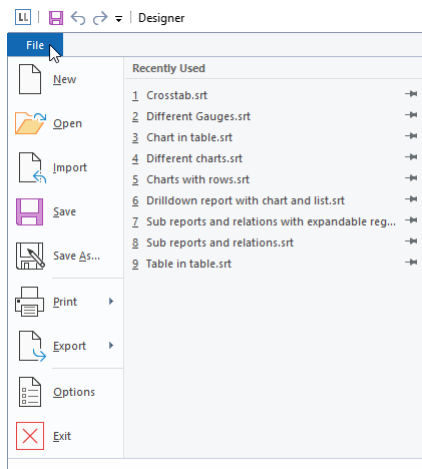 LL Designer
File
New
Open
Import
Save
Save As...
Print
Export
Options
Exit
Recently Used
1 Crosstab.srt
2 Different Gauges.srt
3 Chart in table.srt
4 Different charts.srt
5 Charts with rows.srt
6 Drilldown report with chart and list.srt
7 Sub reports and relations with expandable reg...
8 Sub reports and relations.srt
9 Table in table.srt